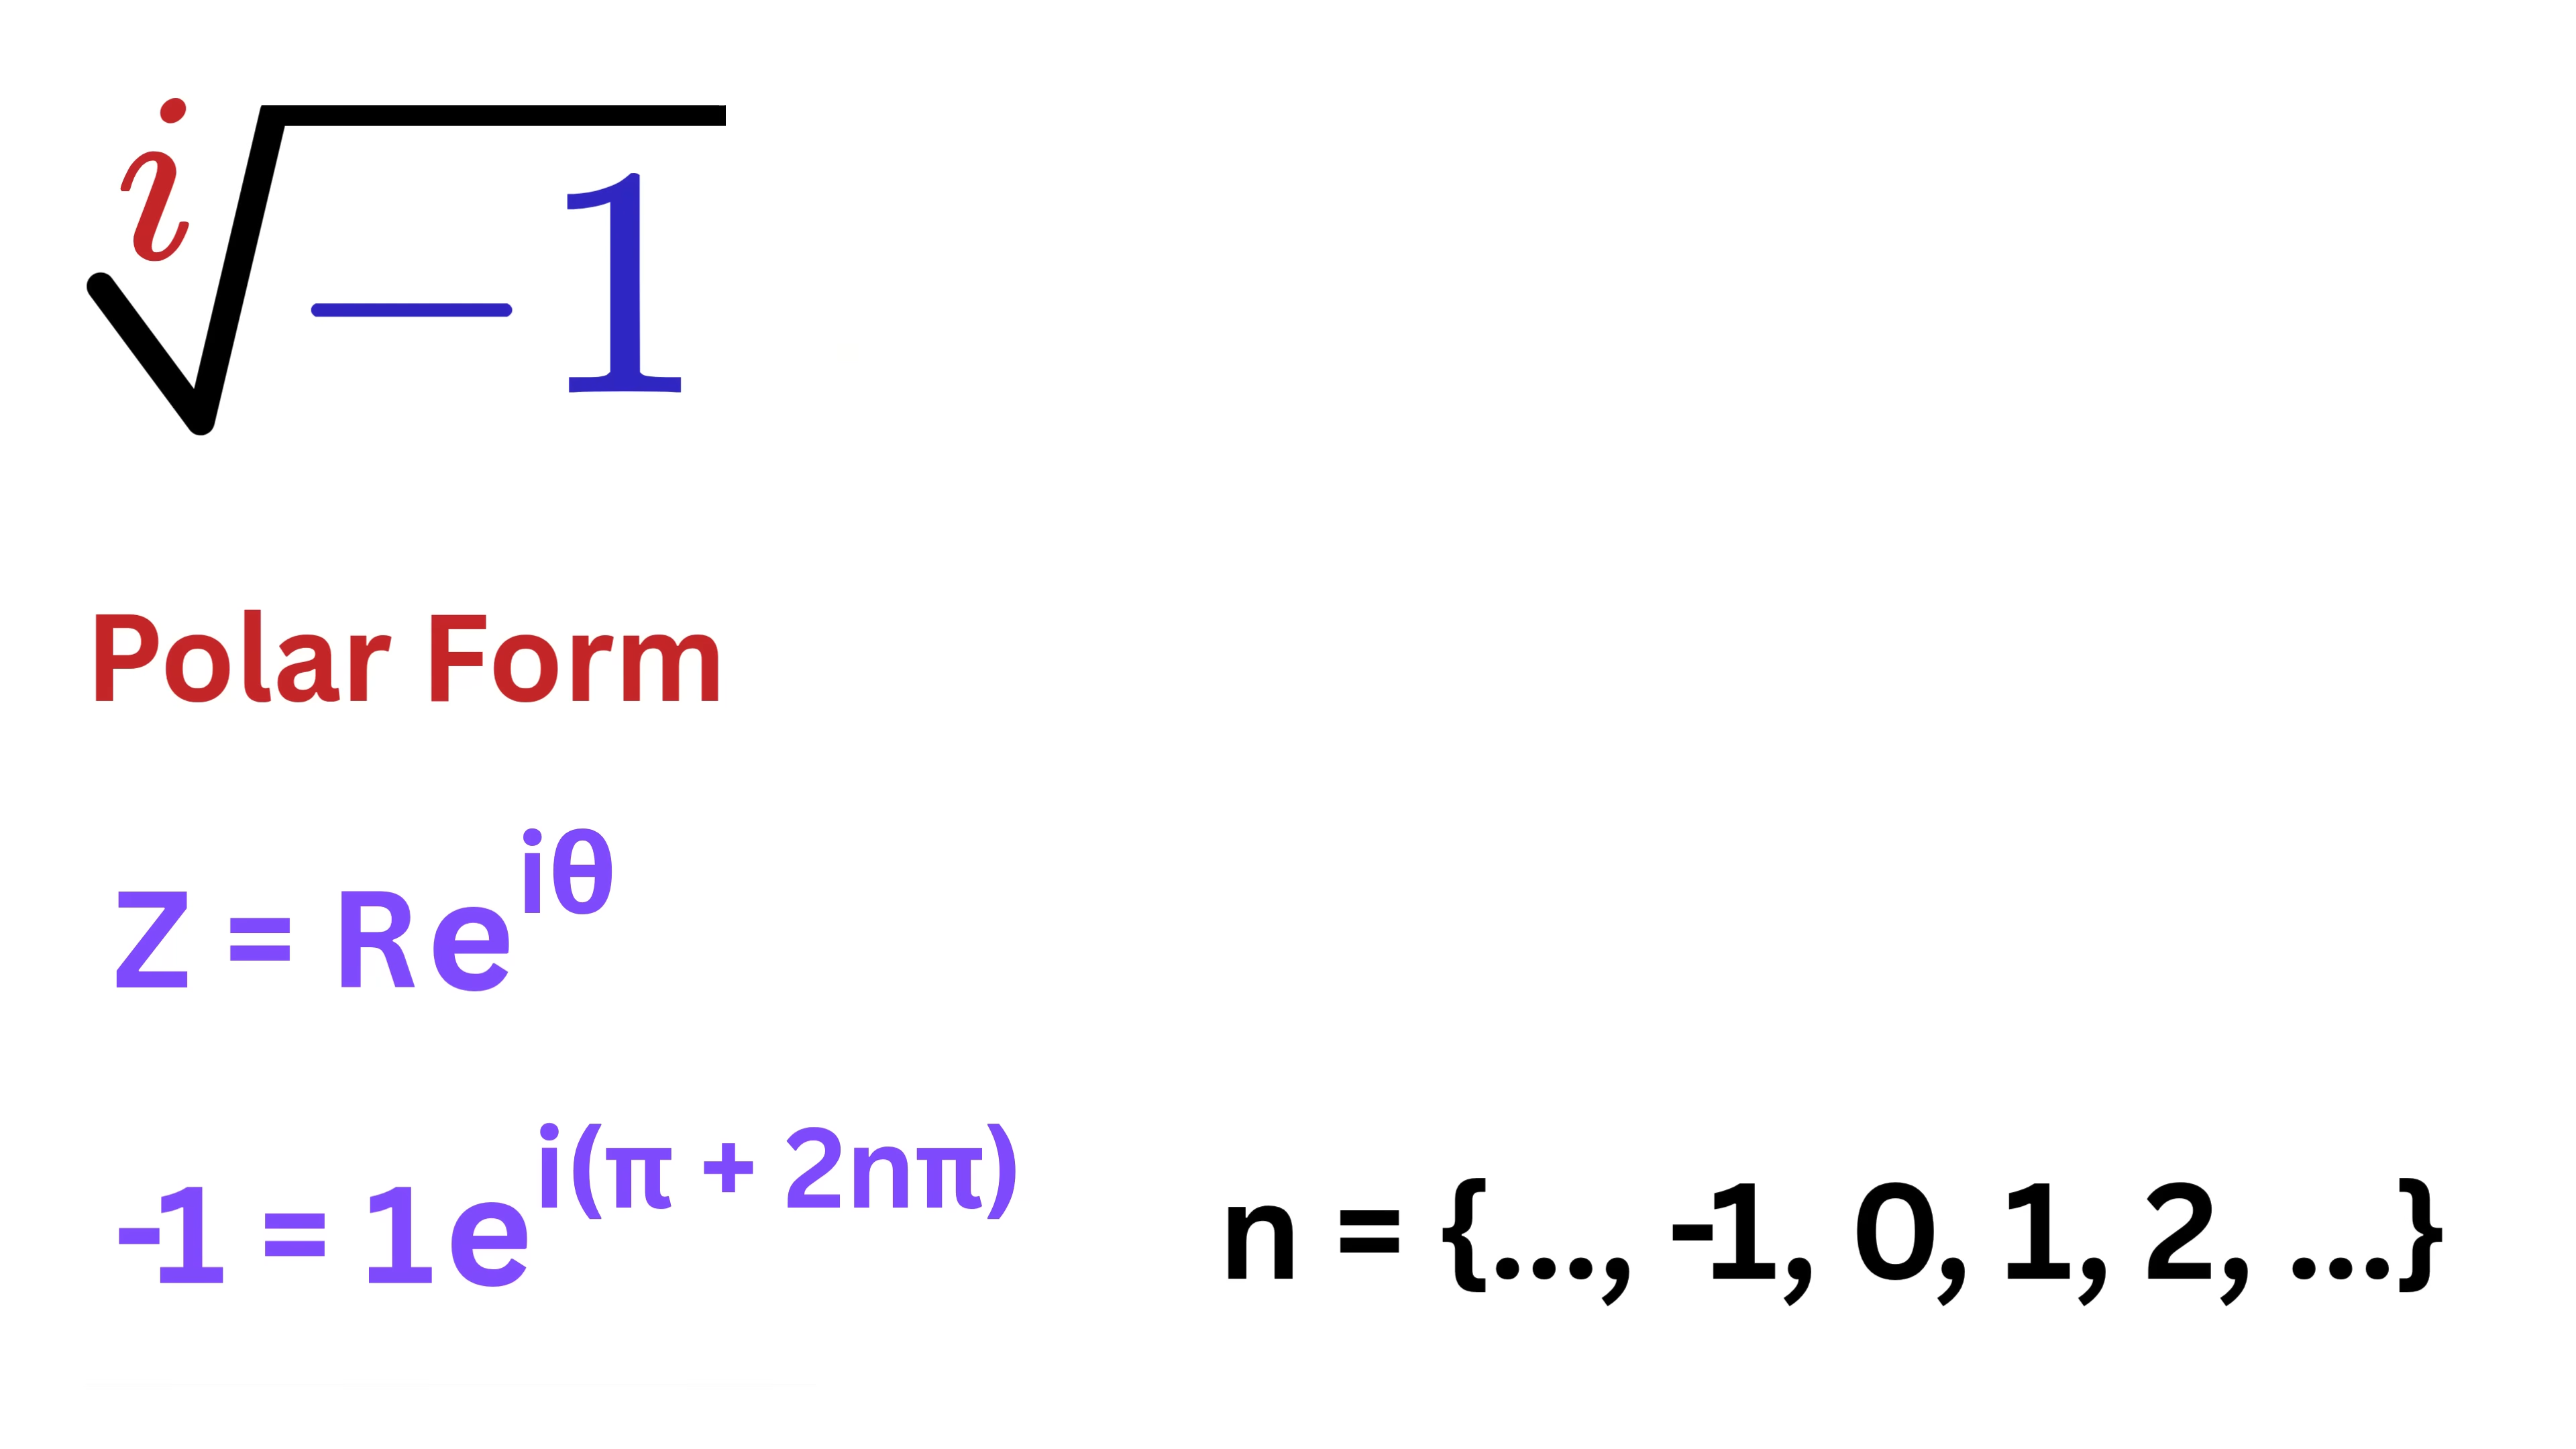 ⁱ√-1
Polar Form
Z = Re^{iθ}
-1 = 1e^{i(π + 2nπ)} n = {..., -1, 0, 1, 2, ...}